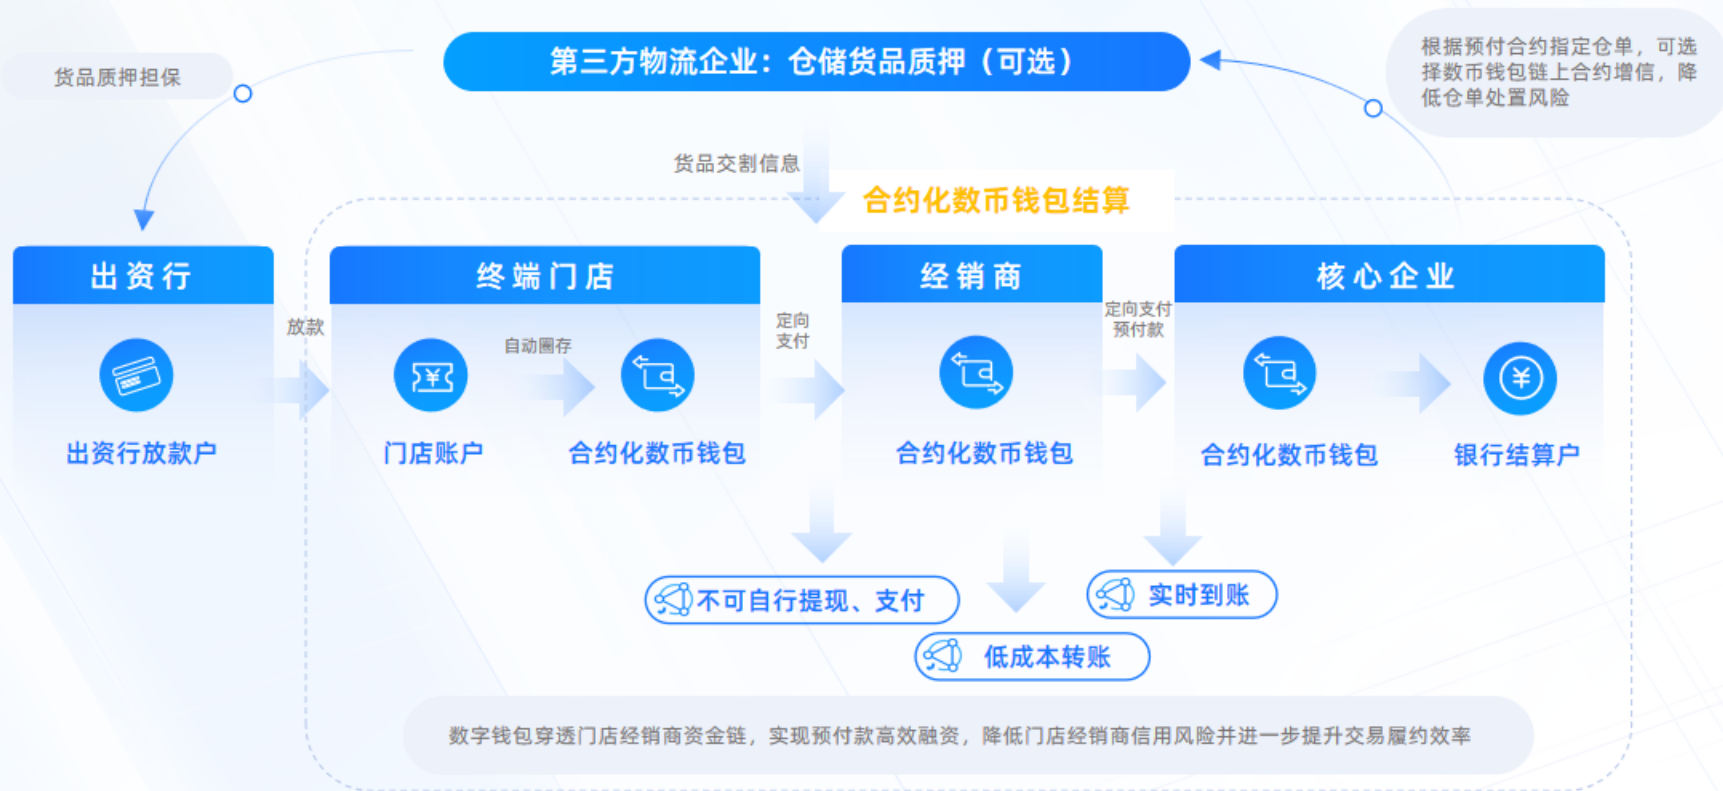 第三方物流企业：仓储货品质押（可选）
根据预付合约指定仓单，可选
择数币钱包链上合约增信，降
低仓单处置风险
货品质押担保
货品交割信息
合约化数币钱包结算
出资行
终端门店
经销商
核心企业
放款
自动圈存
定向
支付
定向支付
预付款
出资行放款户
门店账户
合约化数币钱包
合约化数币钱包
合约化数币钱包
银行结算户
不可自行提现、支付
实时到账
低成本转账
数字钱包穿透门店经销商资金链，实现预付款高效融资，降低门店经销商信用风险并进一步提升交易履约效率